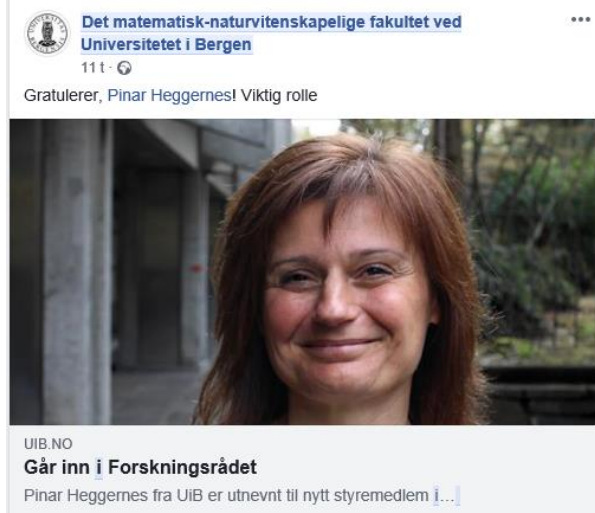 Det matematisk-naturvitenskapelige fakultet ved
Universitetet i Bergen
11 t ·
Gratulerer, Pinar Heggernes! Viktig rolle
UIB.NO
Går inn i Forskningsrådet
Pinar Heggernes fra UiB er utnevnt til nytt styremedlem i...